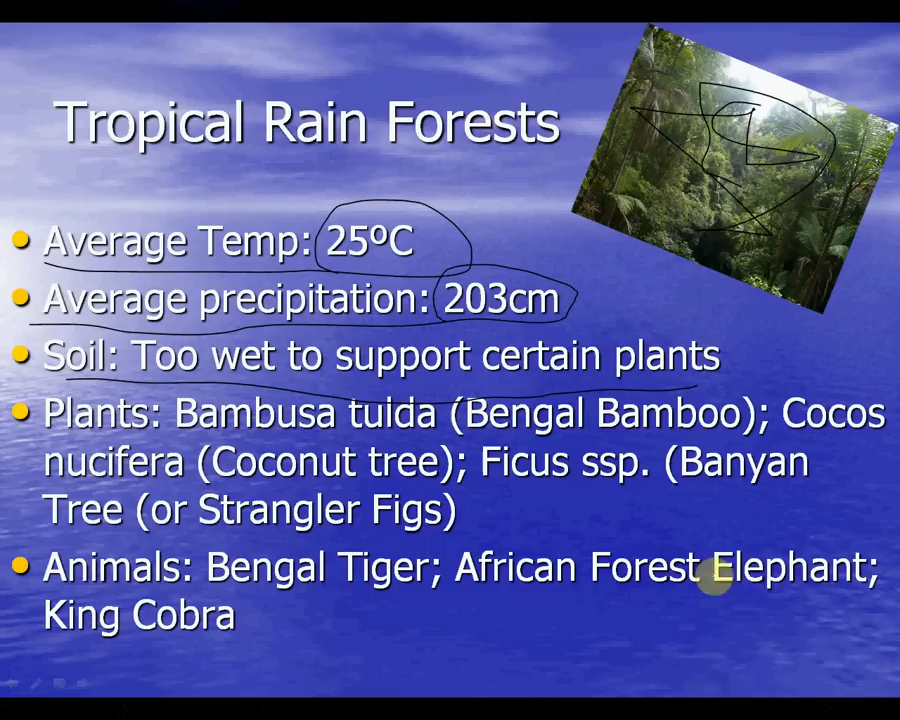 Tropical Rain Forests
Average Temp: 25ºC
Average precipitation: 203cm
Soil: Too wet to support certain plants
Plants: Bambusa tulda (Bengal Bamboo); Cocos
nucifera (Coconut tree); Ficus ssp. (Banyan
Tree (or Strangler Figs)
Animals: Bengal Tiger; African Forest Elephant;
King Cobra